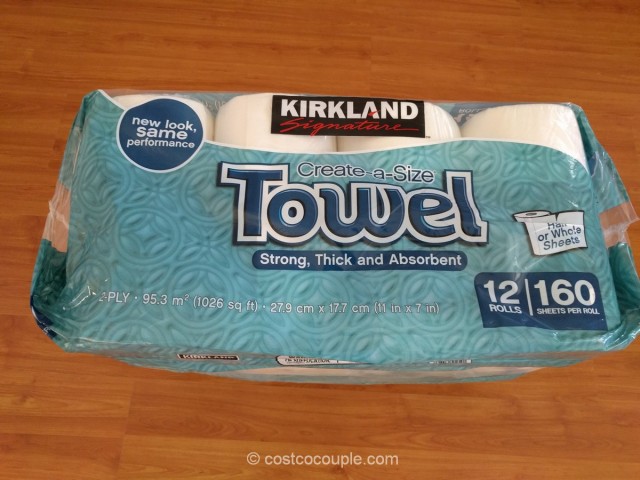 new look,
same
performance
KIRKLAND
Signature
Create-a-Size
Towel
Strong, Thick and Absorbent
Half
or Whole
Sheets
-PLY • 95.3 m² (1026 sq ft) • 27.9 cm x 17.7 cm (11 in x 7 in)
12
ROLLS
160
SHEETS PER ROLL
KIRKLAND
© costcocouple.com